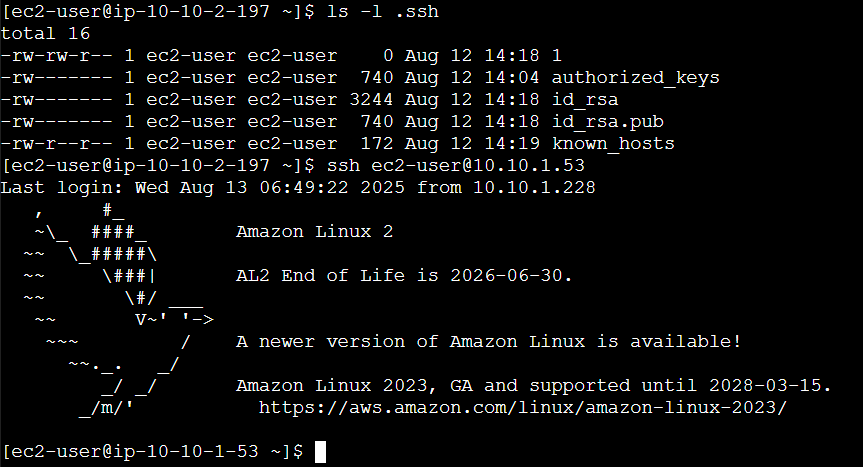 [ec2-user@ip-10-10-2-197 ~]$ ls -l .ssh
total 16
-rw-rw-r-- 1 ec2-user ec2-user    0 Aug 12 14:18 1
-rw------- 1 ec2-user ec2-user  740 Aug 12 14:04 authorized_keys
-rw------- 1 ec2-user ec2-user 3244 Aug 12 14:18 id_rsa
-rw------- 1 ec2-user ec2-user  740 Aug 12 14:18 id_rsa.pub
-rw-r--r-- 1 ec2-user ec2-user  172 Aug 12 14:19 known_hosts
[ec2-user@ip-10-10-2-197 ~]$ ssh ec2-user@10.10.1.53
Last login: Wed Aug 13 06:49:22 2025 from 10.10.1.228
   ,     #_
   ~\_  ####_        Amazon Linux 2
  ~~  \_#####\
  ~~     \###|       AL2 End of Life is 2026-06-30.
  ~~       \#/ ___
   ~~       V~' '->
    ~~~         /    A newer version of Amazon Linux is available!
      ~~._.   _/
         _/ _/       Amazon Linux 2023, GA and supported until 2028-03-15.
       _/m/'           https://aws.amazon.com/linux/amazon-linux-2023/
[ec2-user@ip-10-10-1-53 ~]$